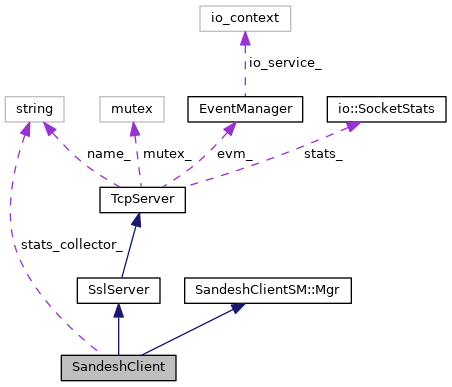 io_context
io_service_
string
mutex
EventManager
io::SocketStats
name_
mutex_
evm_
stats_
TcpServer
stats_collector_
SslServer
SandeshClientSM::Mgr
SandeshClient